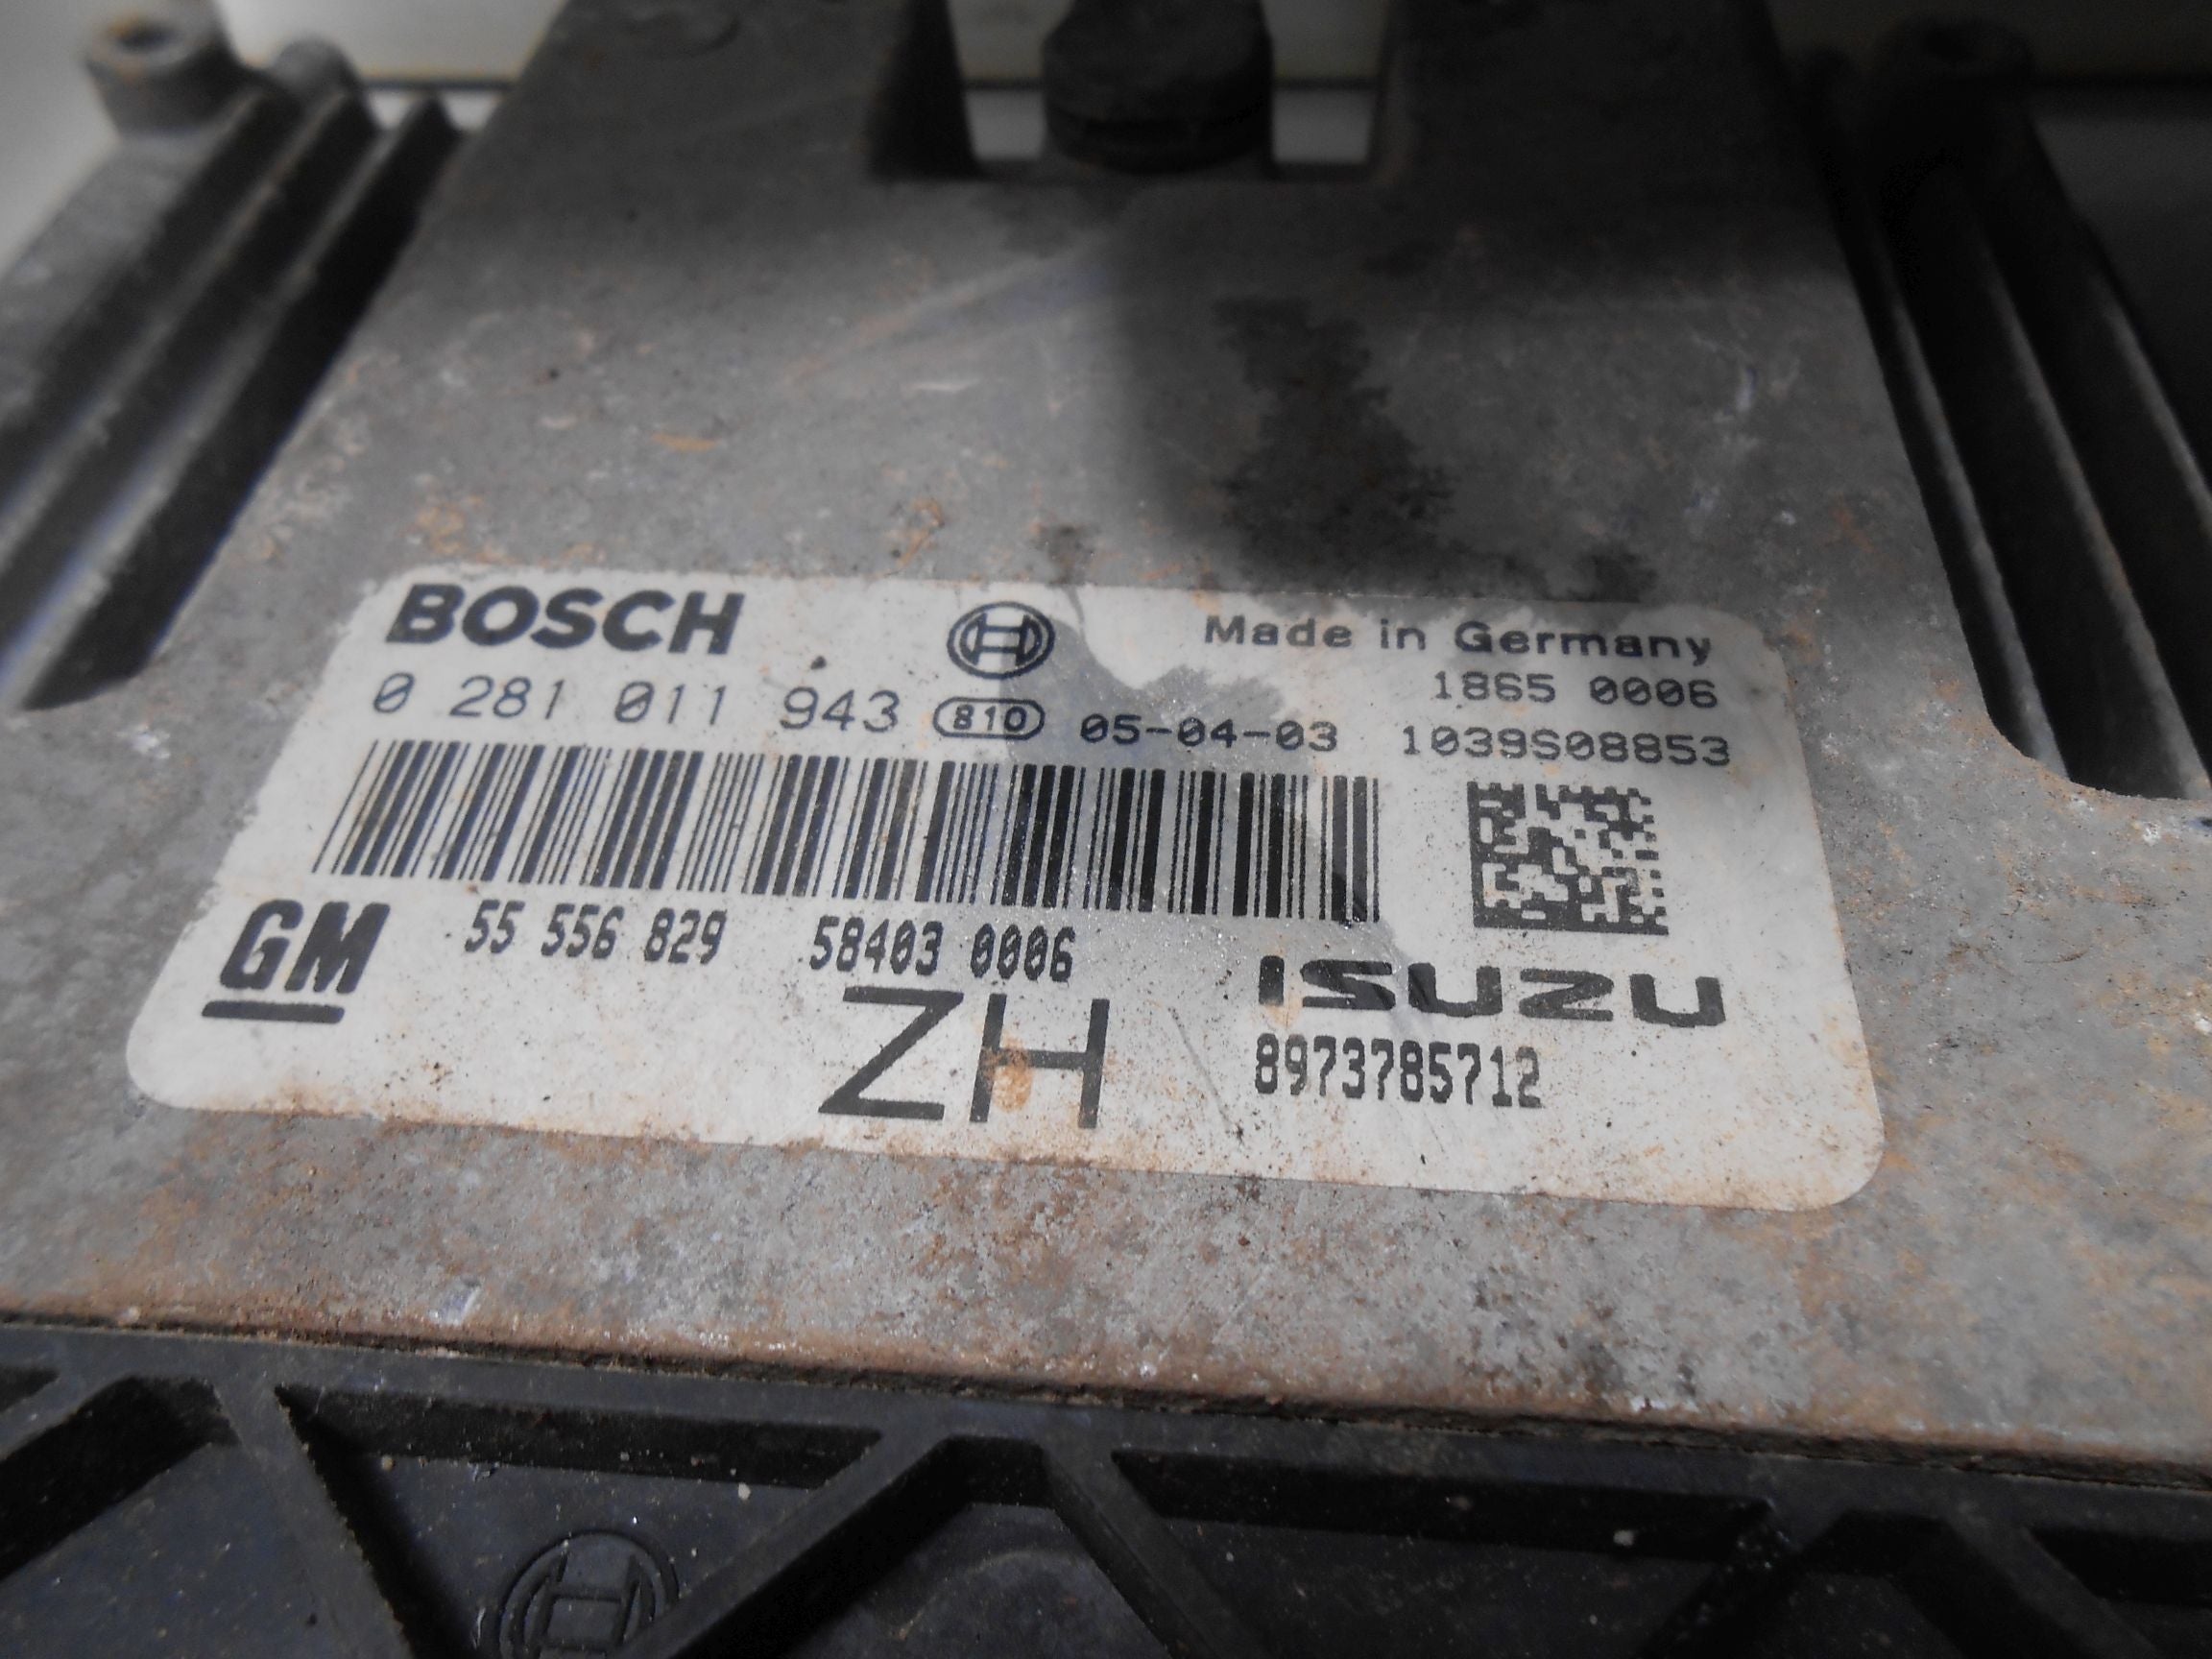 BOSCH
Made in Germany
1865 0006
0 281 011 943 810 05-04-03 1039S08853
GM 55 556 829 58403 0006
ISUZU
ZH
8973785712